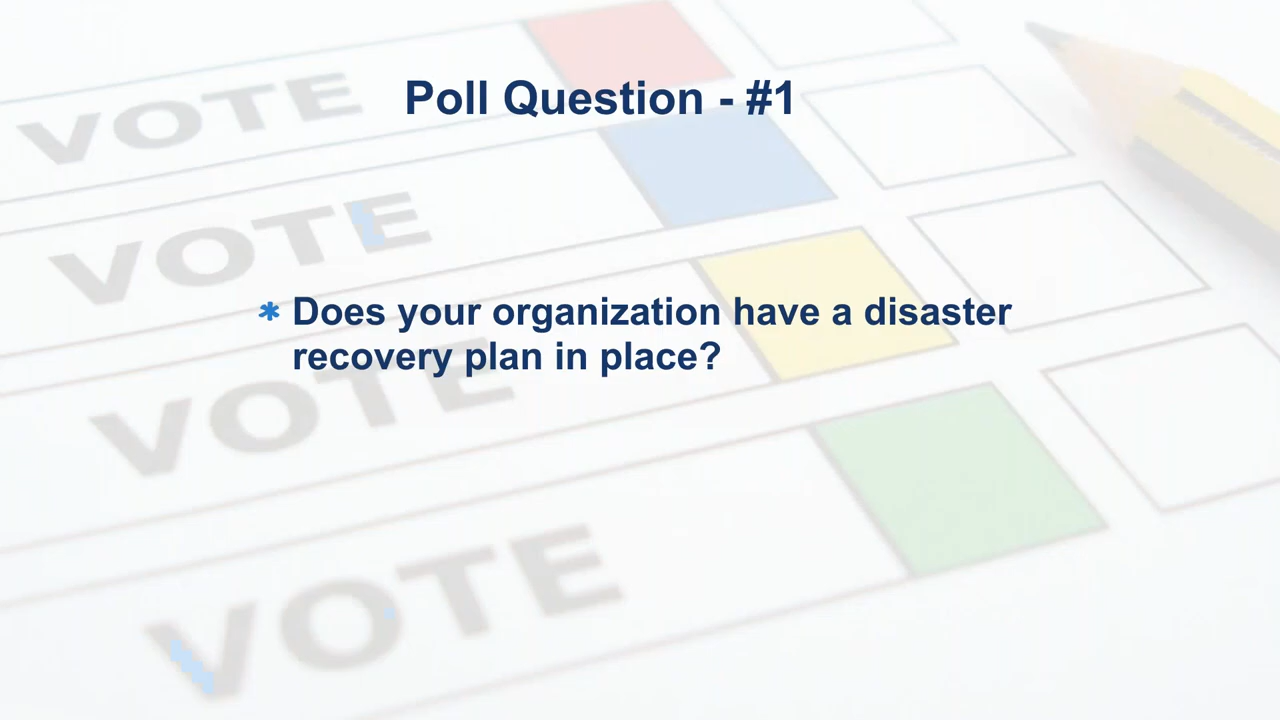 Poll Question - #1
VOTE
VOTE
* Does your organization have a disaster
recovery plan in place?
VOTE
VOTE